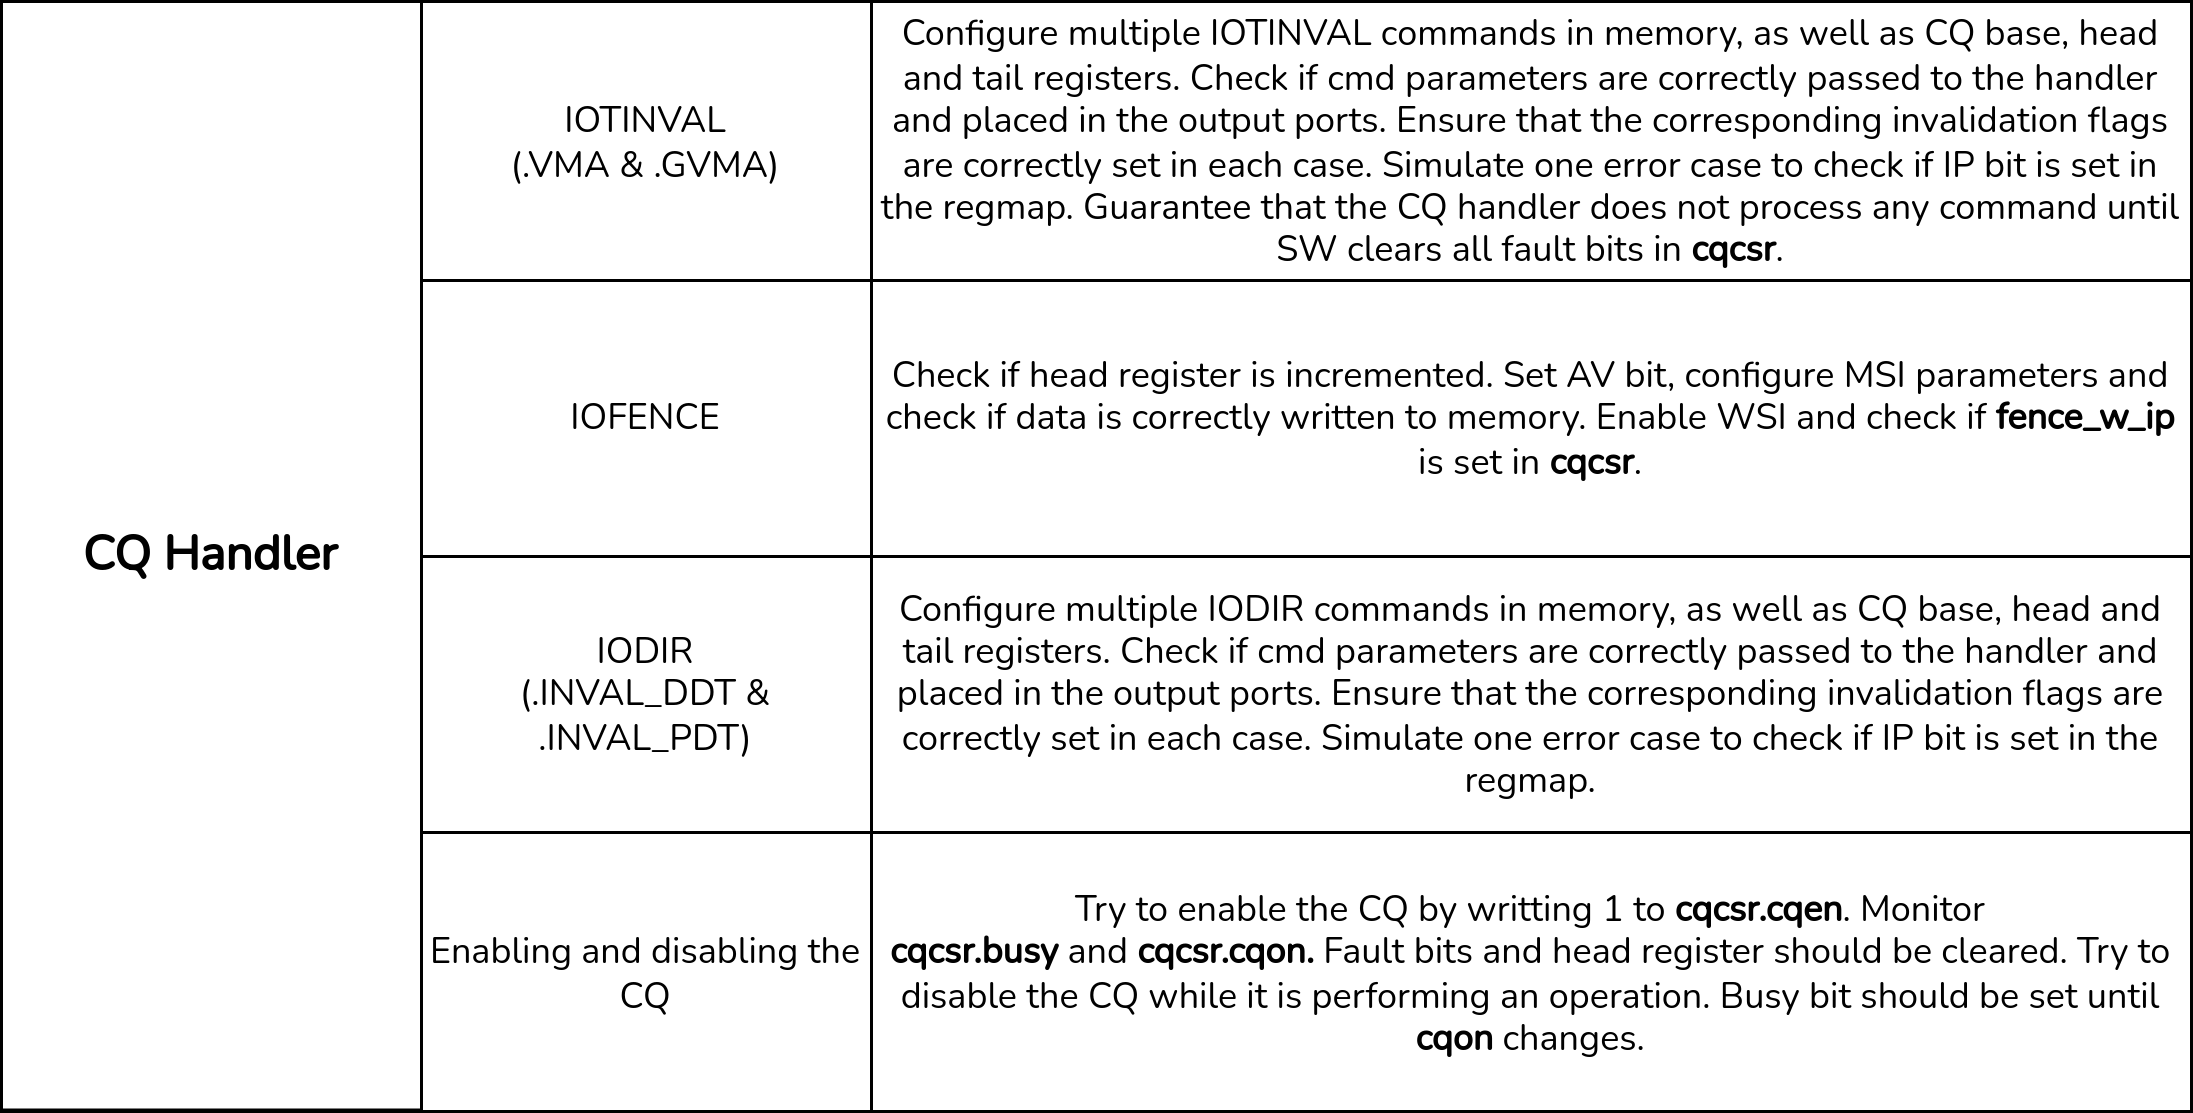 CQ Handler
IOTINVAL
(.VMA & .GVMA)
Configure multiple IOTINVAL commands in memory, as well as CQ base, head
and tail registers. Check if cmd parameters are correctly passed to the handler
and placed in the output ports. Ensure that the corresponding invalidation flags
are correctly set in each case. Simulate one error case to check if IP bit is set in
the regmap. Guarantee that the CQ handler does not process any command until
SW clears all fault bits in cqcsr.
IOFENCE
Check if head register is incremented. Set AV bit, configure MSI parameters and
check if data is correctly written to memory. Enable WSI and check if fence_w_ip
is set in cqcsr.
IODIR
(.INVAL_DDT &
.INVAL_PDT)
Configure multiple IODIR commands in memory, as well as CQ base, head and
tail registers. Check if cmd parameters are correctly passed to the handler and
placed in the output ports. Ensure that the corresponding invalidation flags are
correctly set in each case. Simulate one error case to check if IP bit is set in the
regmap.
Enabling and disabling the
CQ
Try to enable the CQ by writting 1 to cqcsr.cqen. Monitor
cqcsr.busy and cqcsr.cqon. Fault bits and head register should be cleared. Try to
disable the CQ while it is performing an operation. Busy bit should be set until
cqon changes.